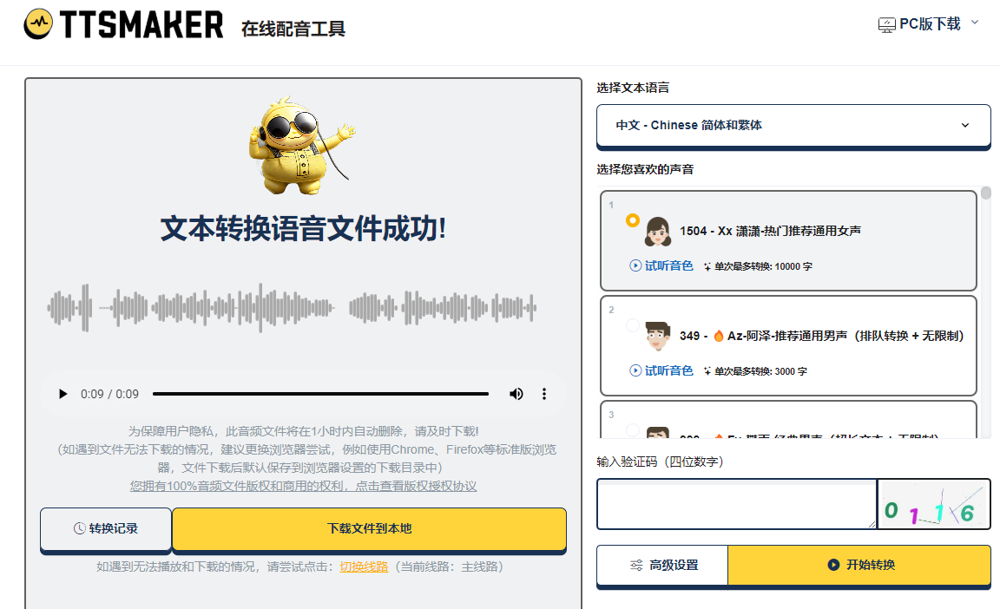 TTSMAKER 在线配音工具
PC版下载
文本转换语音文件成功!
0:09 / 0:09
为保障用户隐私，此音频文件将在1小时内自动删除，请及时下载!
（如遇到文件无法下载的情况，建议更换浏览器尝试，例如使用Chrome、Firefox等标准版浏览
器，文件下载后默认保存到浏览器设置的下载目录中）
您拥有100%音频文件版权和商用的权利，点击查看版权授权协议
转换记录
下载文件到本地
如遇到无法播放和下载的情况，请尝试点击：切换线路（当前线路：主线路）
选择文本语言
中文 - Chinese 简体和繁体
选择您喜欢的声音
1
1504 - Xx 潇潇-热门推荐通用女声
试听音色 单次最多转换: 10000 字
2
349 - 🔥 Az-阿泽-推荐通用男声（排队转换 + 无限制）
试听音色 单次最多转换: 3000 字
3
输入验证码（四位数字）
0116
高级设置
开始转换